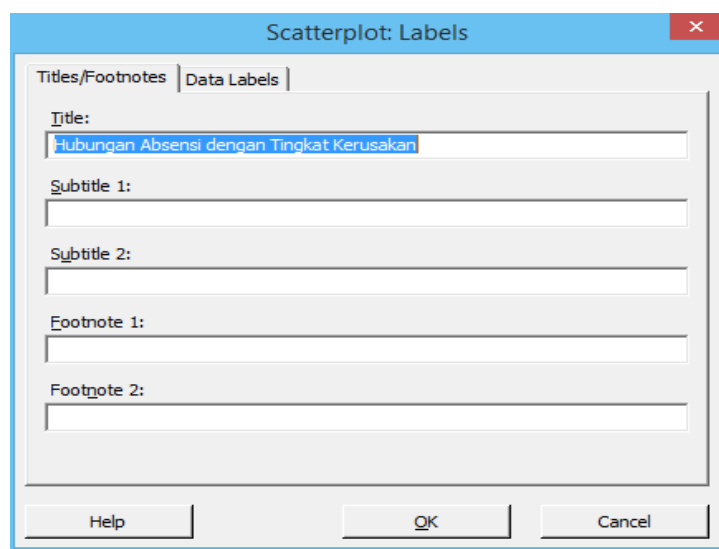 Scatterplot: Labels
Titles/Footnotes Data Labels
Title:
Hubungan Absensi dengan Tingkat Kerusakan
Subtitle 1:
Subtitle 2:
Footnote 1:
Footnote 2:
Help OK Cancel